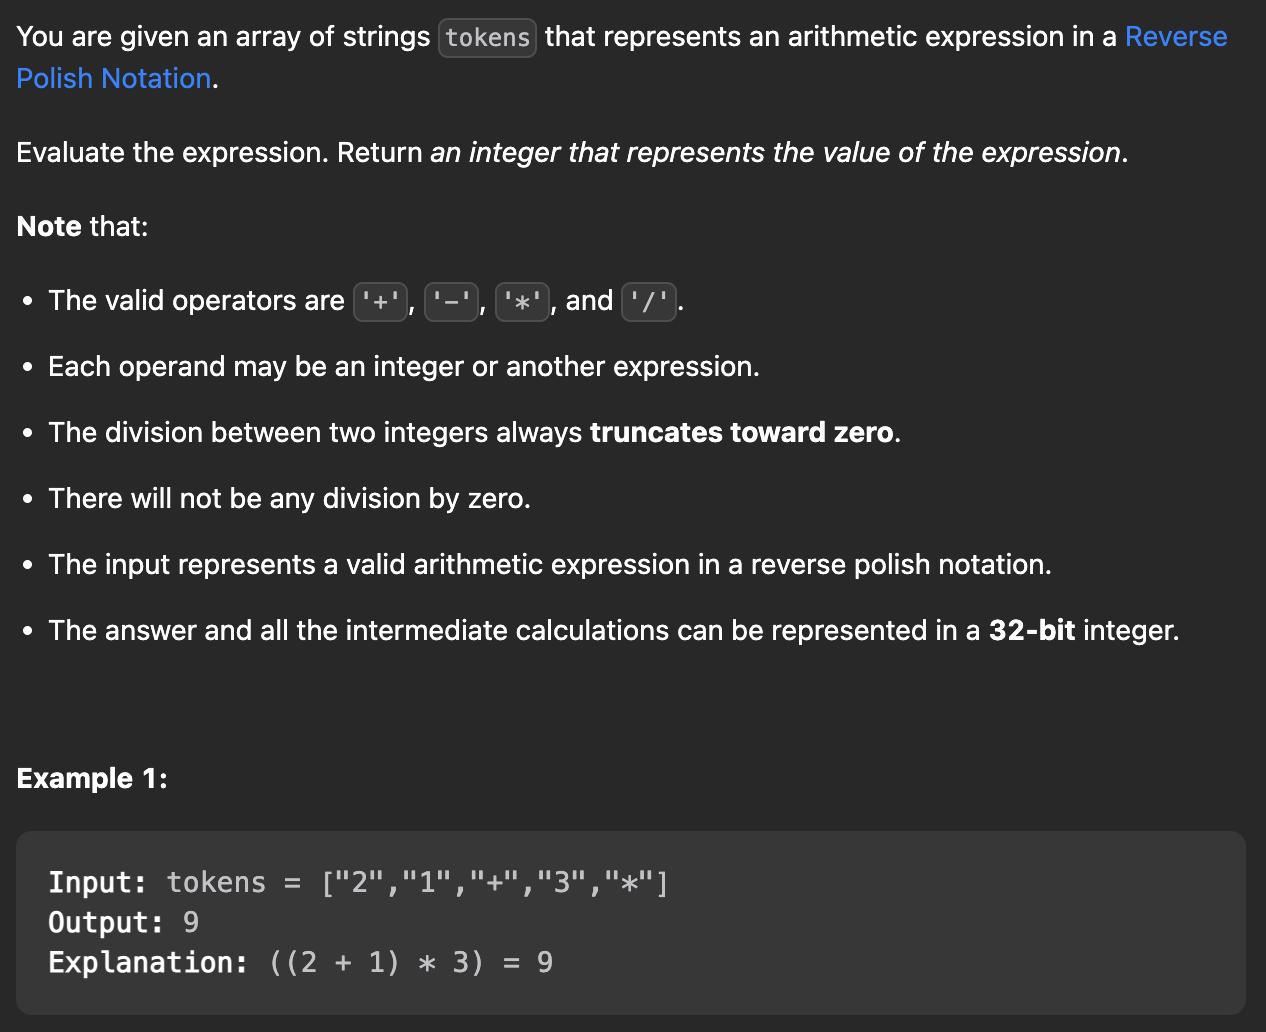 You are given an array of strings tokens that represents an arithmetic expression in a Reverse
Polish Notation.
Evaluate the expression. Return an integer that represents the value of the expression.
Note that:
• The valid operators are '+', '-', '*', and '/'.
• Each operand may be an integer or another expression.
• The division between two integers always truncates toward zero.
• There will not be any division by zero.
• The input represents a valid arithmetic expression in a reverse polish notation.
• The answer and all the intermediate calculations can be represented in a 32-bit integer.
Example 1:
Input: tokens = ["2","1","+","3","*"]
Output: 9
Explanation: ((2 + 1) * 3) = 9